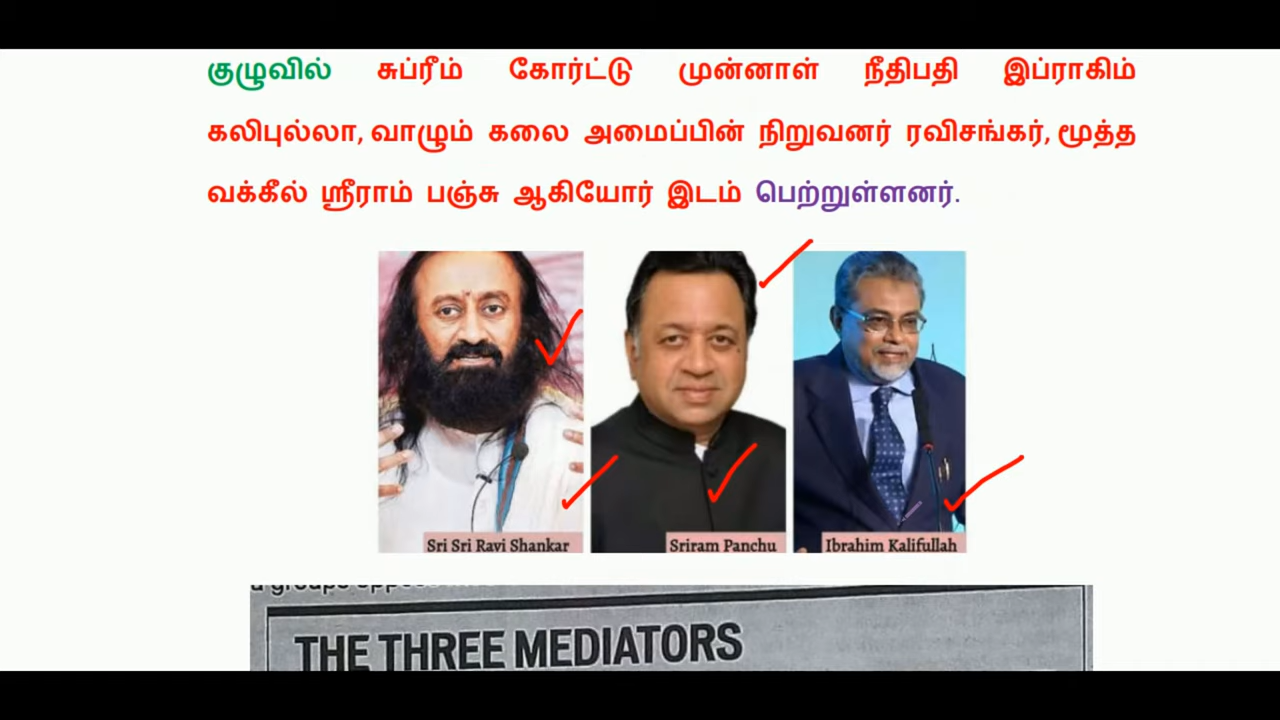 குழுவில் சுப்ரீம் கோர்ட்டு முன்னாள் நீதிபதி இப்ராகிம்
கலிபுல்லா, வாழும் கலை அமைப்பின் நிறுவனர் ரவிசங்கர், மூத்த
வக்கீல் ஸ்ரீராம் பஞ்சு ஆகியோர் இடம் பெற்றுள்ளனர்.
Sri Sri Ravi Shankar
Sriram Panchu
Ibrahim Kalifullah
a groups
THE THREE MEDIATORS